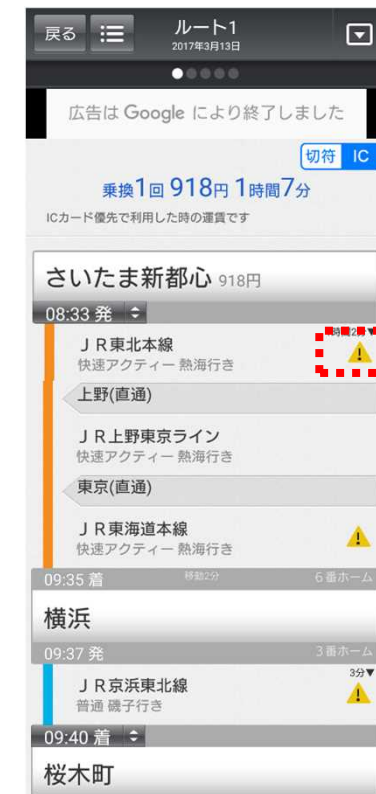 戻る
ルート1
2017年3月13日
広告は Google により終了しました
切符 IC
乗換1回 918円 1時間7分
ICカード優先で利用した時の運賃です
さいたま新都心 918円
08:33 発
1時間2分▼
JR東北本線
快速アクティー 熱海行き
上野(直通)
JR上野東京ライン
快速アクティー 熱海行き
東京(直通)
JR東海道本線
快速アクティー 熱海行き
09:35 着 移動2分 6番ホーム
横浜
09:37 発 3番ホーム
3分▼
JR京浜東北線
普通 磯子行き
09:40 着
桜木町